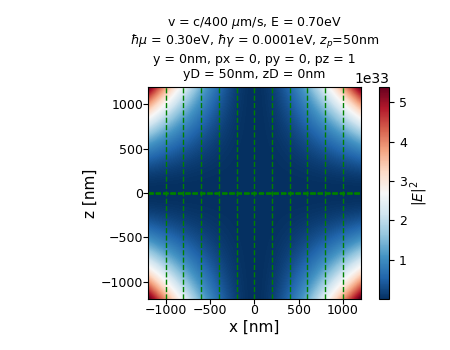 v = c/400 μm/s, E = 0.70eV
ħμ = 0.30eV, ħγ = 0.0001eV, z_p=50nm
y = 0nm, px = 0, py = 0, pz = 1
yD = 50nm, zD = 0nm
1e33
1000
500
0
−500
−1000
z [nm]
−1000 −500 0 500 1000
x [nm]
5
4
3
2
1
|E|²